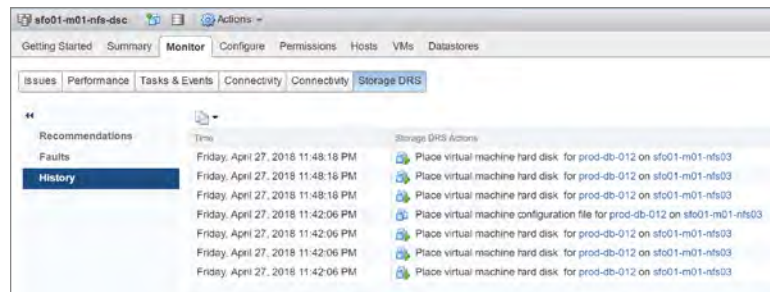 sfo01-m01-nfs-dsc Actions
Getting Started Summary Monitor Configure Permissions Hosts VMs Datastores
Issues Performance Tasks & Events Connectivity Connectivity Storage DRS
Recommendations
Faults
History
Time Storage DRS Actions
Friday, April 27, 2018 11:48:18 PM Place virtual machine hard disk for prod-db-012 on sfo01-m01-nfs03
Friday, April 27, 2018 11:48:18 PM Place virtual machine hard disk for prod-db-012 on sfo01-m01-nfs03
Friday, April 27, 2018 11:48:18 PM Place virtual machine hard disk for prod-db-012 on sfo01-m01-nfs03
Friday, April 27, 2018 11:42:06 PM Place virtual machine configuration file for prod-db-012 on sfo01-m01-nfs03
Friday, April 27, 2018 11:42:06 PM Place virtual machine hard disk for prod-db-012 on sfo01-m01-nfs03
Friday, April 27, 2018 11:42:06 PM Place virtual machine hard disk for prod-db-012 on sfo01-m01-nfs03
Friday, April 27, 2018 11:42:06 PM Place virtual machine hard disk for prod-db-012 on sfo01-m01-nfs03